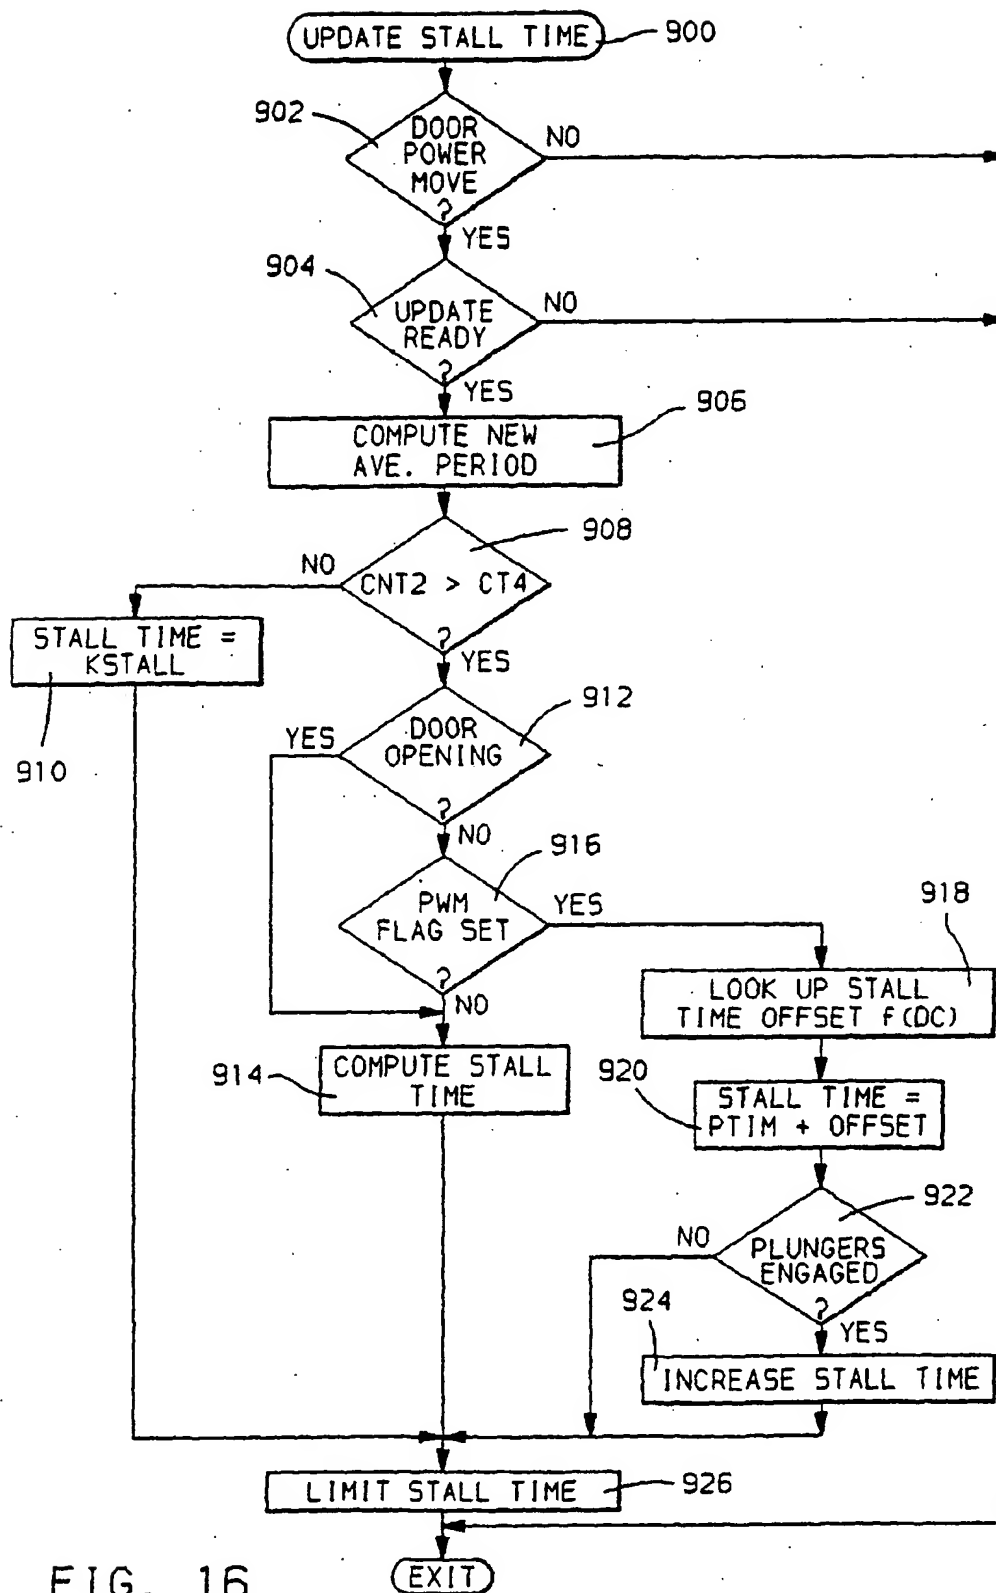 UPDATE STALL TIME
900
902
DOOR
POWER
MOVE
?
NO
YES
904
UPDATE
READY
?
NO
YES
906
COMPUTE NEW
AVE. PERIOD
908
NO
CNT2 > CT4
?
YES
STALL TIME =
KSTALL
910
912
YES
DOOR
OPENING
?
NO
916
PWM
FLAG SET
?
YES
NO
918
LOOK UP STALL
TIME OFFSET f(DC)
914
COMPUTE STALL
TIME
920
STALL TIME =
PTIM + OFFSET
922
NO
PLUNGERS
ENGAGED
?
YES
924
INCREASE STALL TIME
LIMIT STALL TIME
926
EXIT
FIG. 16